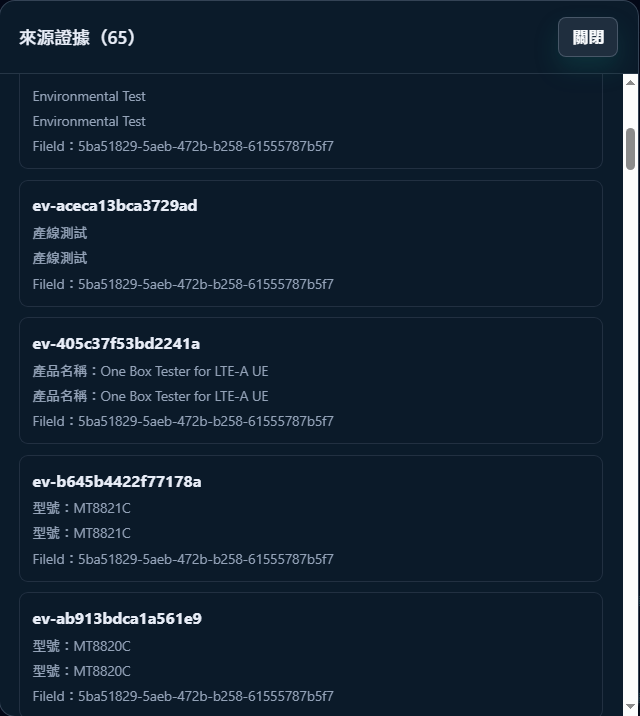 來源證據（65）
關閉
Environmental Test
Environmental Test
FileId：5ba51829-5aeb-472b-b258-61555787b5f7
ev-aceca13bca3729ad
產線測試
產線測試
FileId：5ba51829-5aeb-472b-b258-61555787b5f7
ev-405c37f53bd2241a
產品名稱：One Box Tester for LTE-A UE
產品名稱：One Box Tester for LTE-A UE
FileId：5ba51829-5aeb-472b-b258-61555787b5f7
ev-b645b4422f77178a
型號：MT8821C
型號：MT8821C
FileId：5ba51829-5aeb-472b-b258-61555787b5f7
ev-ab913bdca1a561e9
型號：MT8820C
型號：MT8820C
FileId：5ba51829-5aeb-472b-b258-61555787b5f7